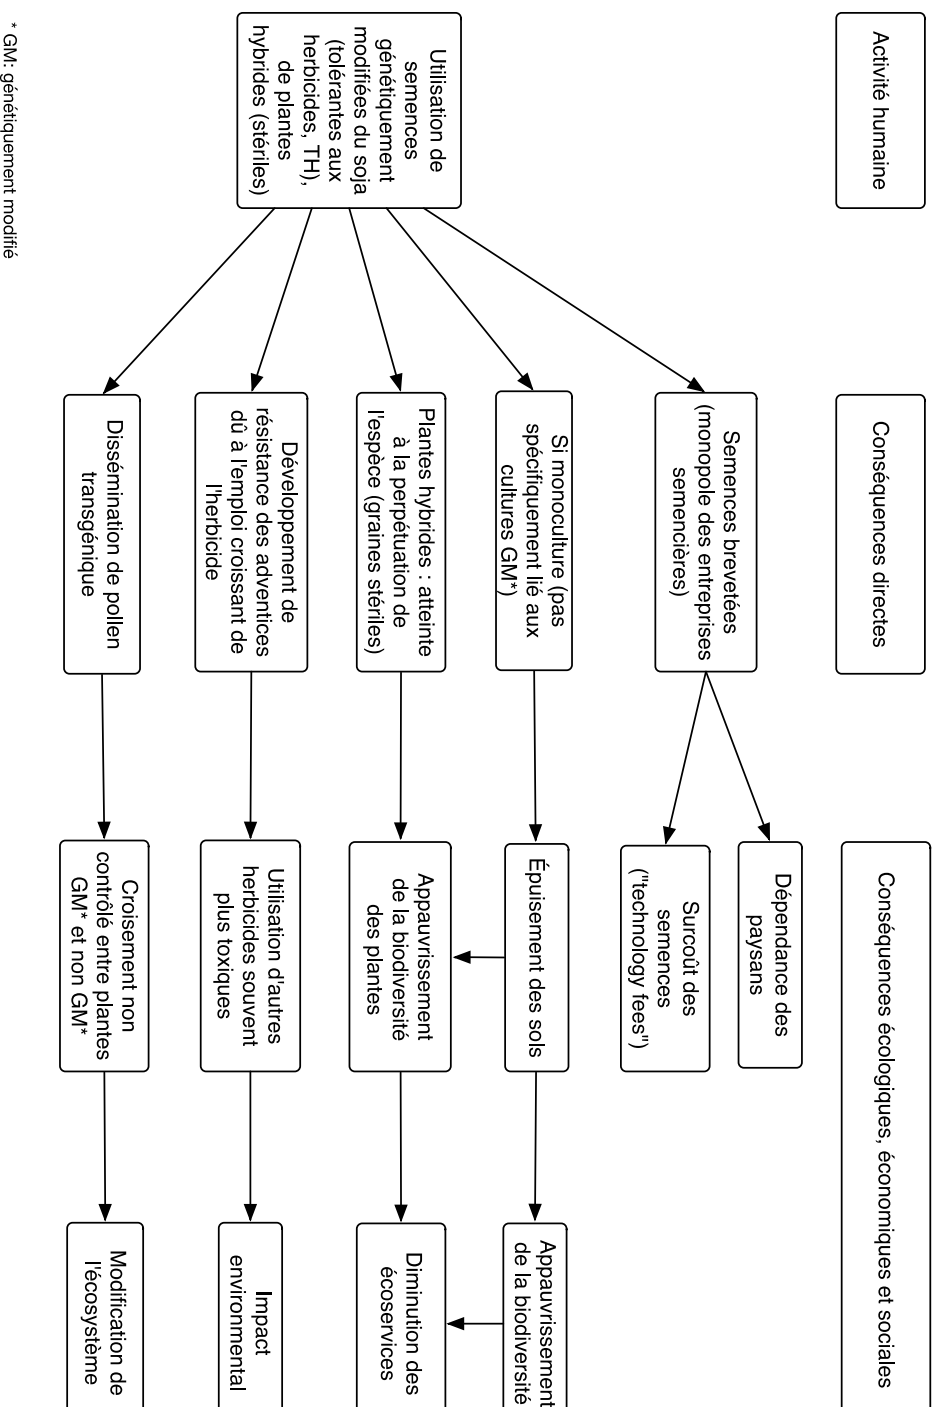 Activité humaine
Conséquences directes
Conséquences écologiques, économiques et sociales
Utilisation de
semences
génétiquement
modifiées du soja
(tolérantes aux
herbicides, TH),
de plantes
hybrides (stériles)
Semences brevetées
(monopole des entreprises
semencières)
Dépendance des
paysans
Surcoût des
semences
("technology fees")
Si monoculture (pas
spécifiquement lié aux
cultures GM*)
Épuisement des sols
Appauvrissement
de la biodiversité
Plantes hybrides : atteinte
à la perpétuation de
l'espèce (graines stériles)
Appauvrissement
de la biodiversité
des plantes
Diminution des
écoservices
Développement de
résistance des adventices
dû à l'emploi croissant de
l'herbicide
Utilisation d'autres
herbicides souvent
plus toxiques
Impact
environmental
Dissémination de pollen
transgénique
Croisement non
contrôlé entre plantes
GM* et non GM*
Modification de
l'écosystème
* GM: génétiquement modifié